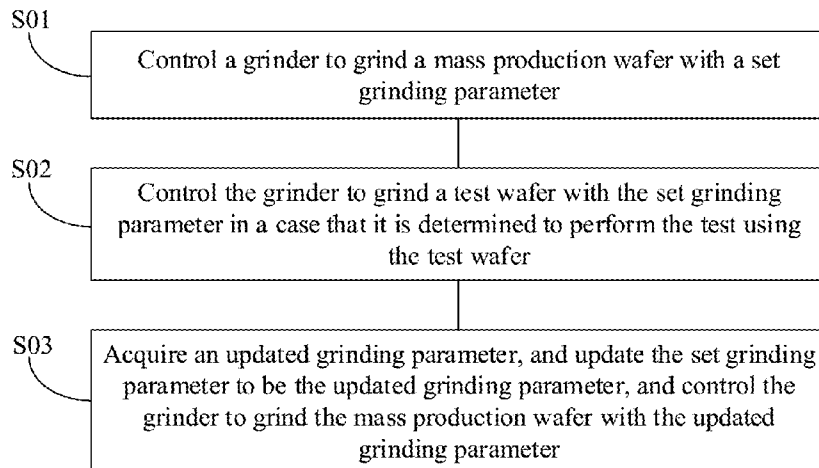 S01
Control a grinder to grind a mass production wafer with a set
grinding parameter
S02
Control the grinder to grind a test wafer with the set grinding
parameter in a case that it is determined to perform the test using
the test wafer
S03
Acquire an updated grinding parameter, and update the set grinding
parameter to be the updated grinding parameter, and control the
grinder to grind the mass production wafer with the updated
grinding parameter